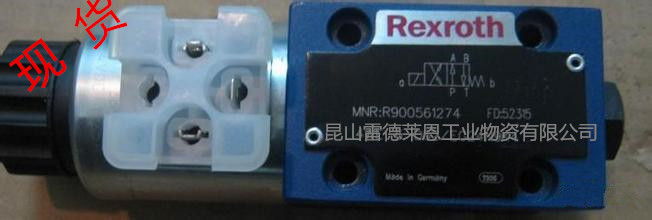 现货
Rexroth
A B
a b
P T
MNR:R900561274 FD:52315
昆山雷德莱恩工业物资有限公司
Made in Germany 7206